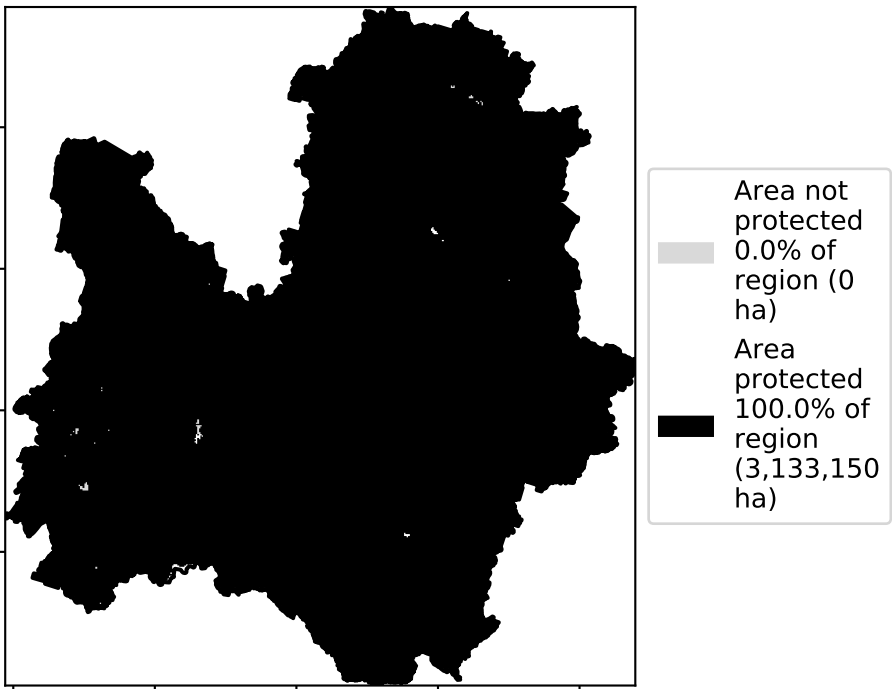 Area not
protected
0.0% of
region (0
ha)
Area
protected
100.0% of
region
(3,133,150
ha)